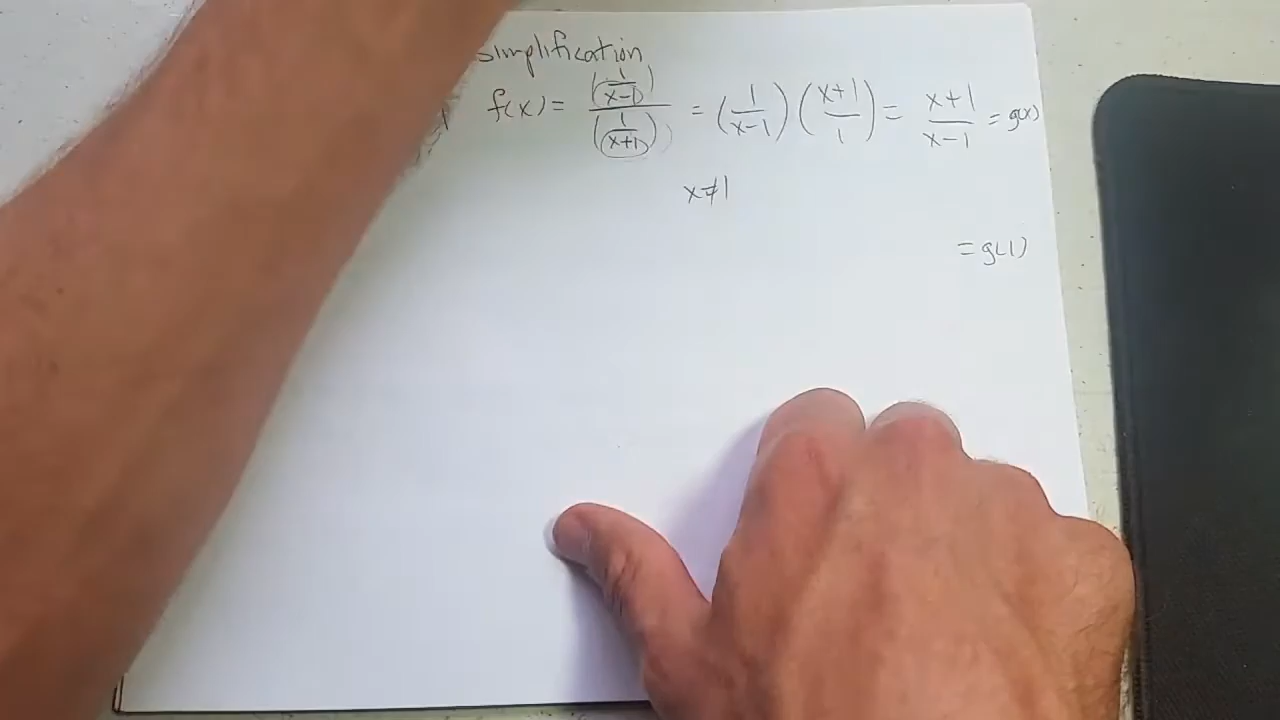 simplification
f(x) = (1/(x-1)) / (1/(x+1)) = (1/(x-1)) ((x+1)/1) = (x+1)/(x-1) = g(x)
x≠1
= g(1)